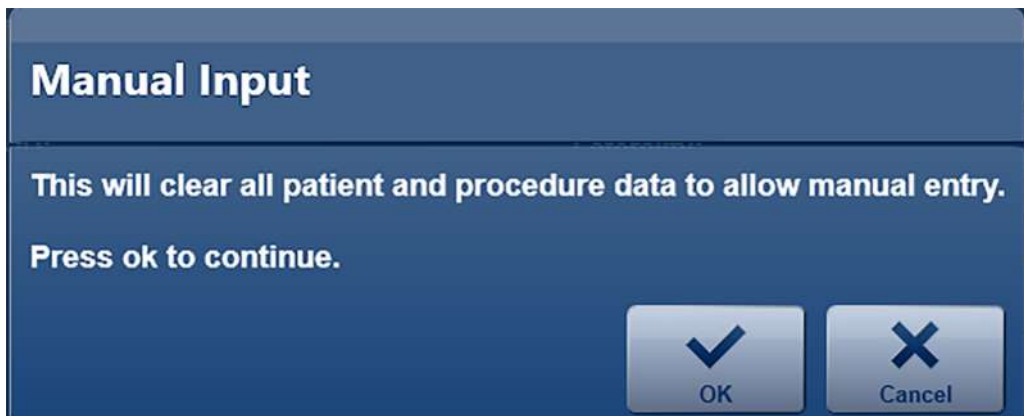 Manual Input
This will clear all patient and procedure data to allow manual entry.
Press ok to continue.
OK
Cancel